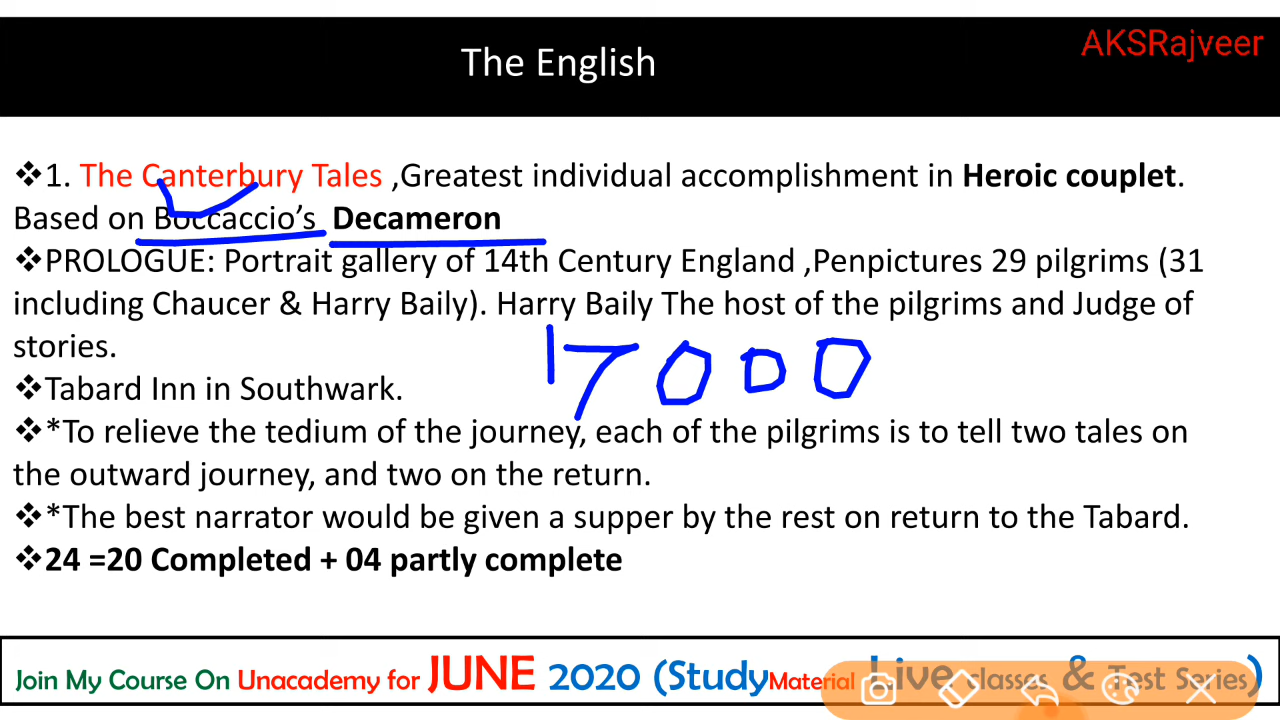 AKSRajveer
The English
❖1. The Canterbury Tales ,Greatest individual accomplishment in Heroic couplet.
Based on Boccaccio's Decameron
❖PROLOGUE: Portrait gallery of 14th Century England ,Penpictures 29 pilgrims (31
including Chaucer & Harry Baily). Harry Baily The host of the pilgrims and Judge of
stories.
17000
❖Tabard Inn in Southwark.
❖*To relieve the tedium of the journey, each of the pilgrims is to tell two tales on
the outward journey, and two on the return.
❖*The best narrator would be given a supper by the rest on return to the Tabard.
❖24 =20 Completed + 04 partly complete
Join My Course On Unacademy for JUNE 2020 (Study Material Live classes & Test Series)